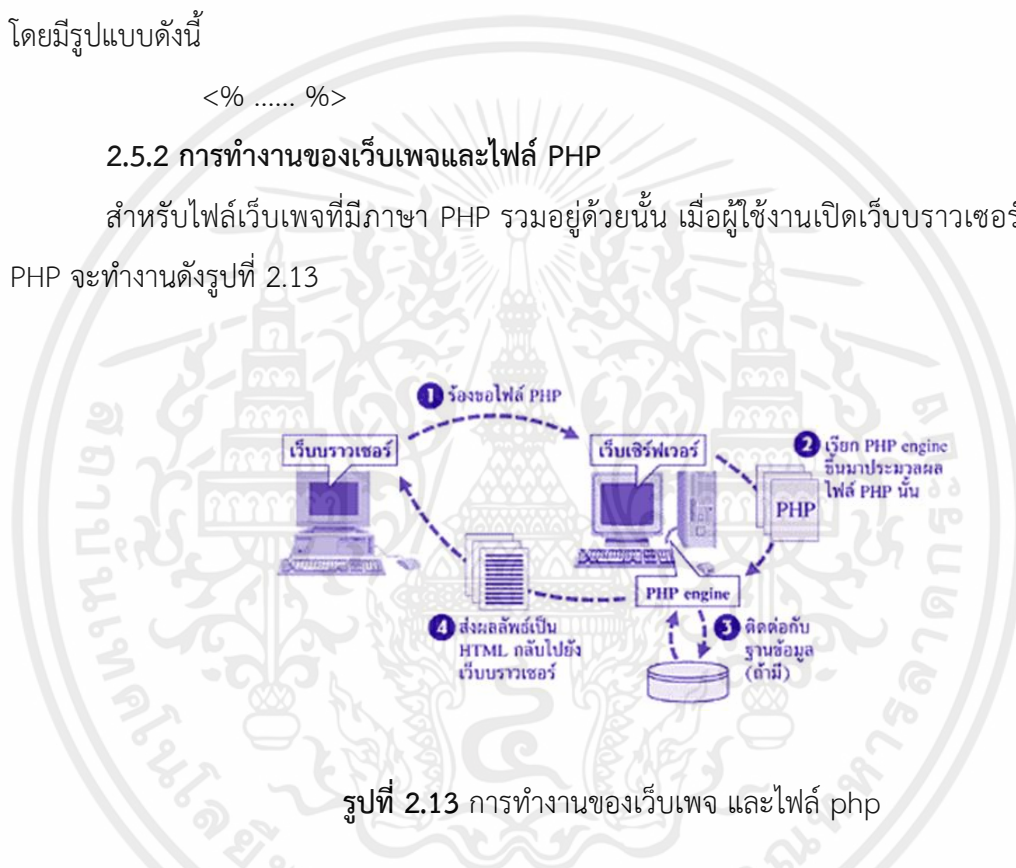 โดยมีรูปแบบดังนี้
<% ...... %>
2.5.2 การทำงานของเว็บเพจและไฟล์ PHP
สำหรับไฟล์เว็บเพจที่มีภาษา PHP รวมอยู่ด้วยนั้น เมื่อผู้ใช้งานเปิดเว็บบราวเซอร์
PHP จะทำงานดังรูปที่ 2.13
1 ร้องขอไฟล์ PHP
เว็บบราวเซอร์
เว็บเซิร์ฟเวอร์
2 เรียก PHP engine
ขึ้นมาประมวลผล
ไฟล์ PHP นั้น
PHP
PHP engine
3 ติดต่อกับ
ฐานข้อมูล
(ถ้ามี)
4 ส่งผลลัพธ์เป็น
HTML กลับไปยัง
เว็บบราวเซอร์
รูปที่ 2.13 การทำงานของเว็บเพจ และไฟล์ php